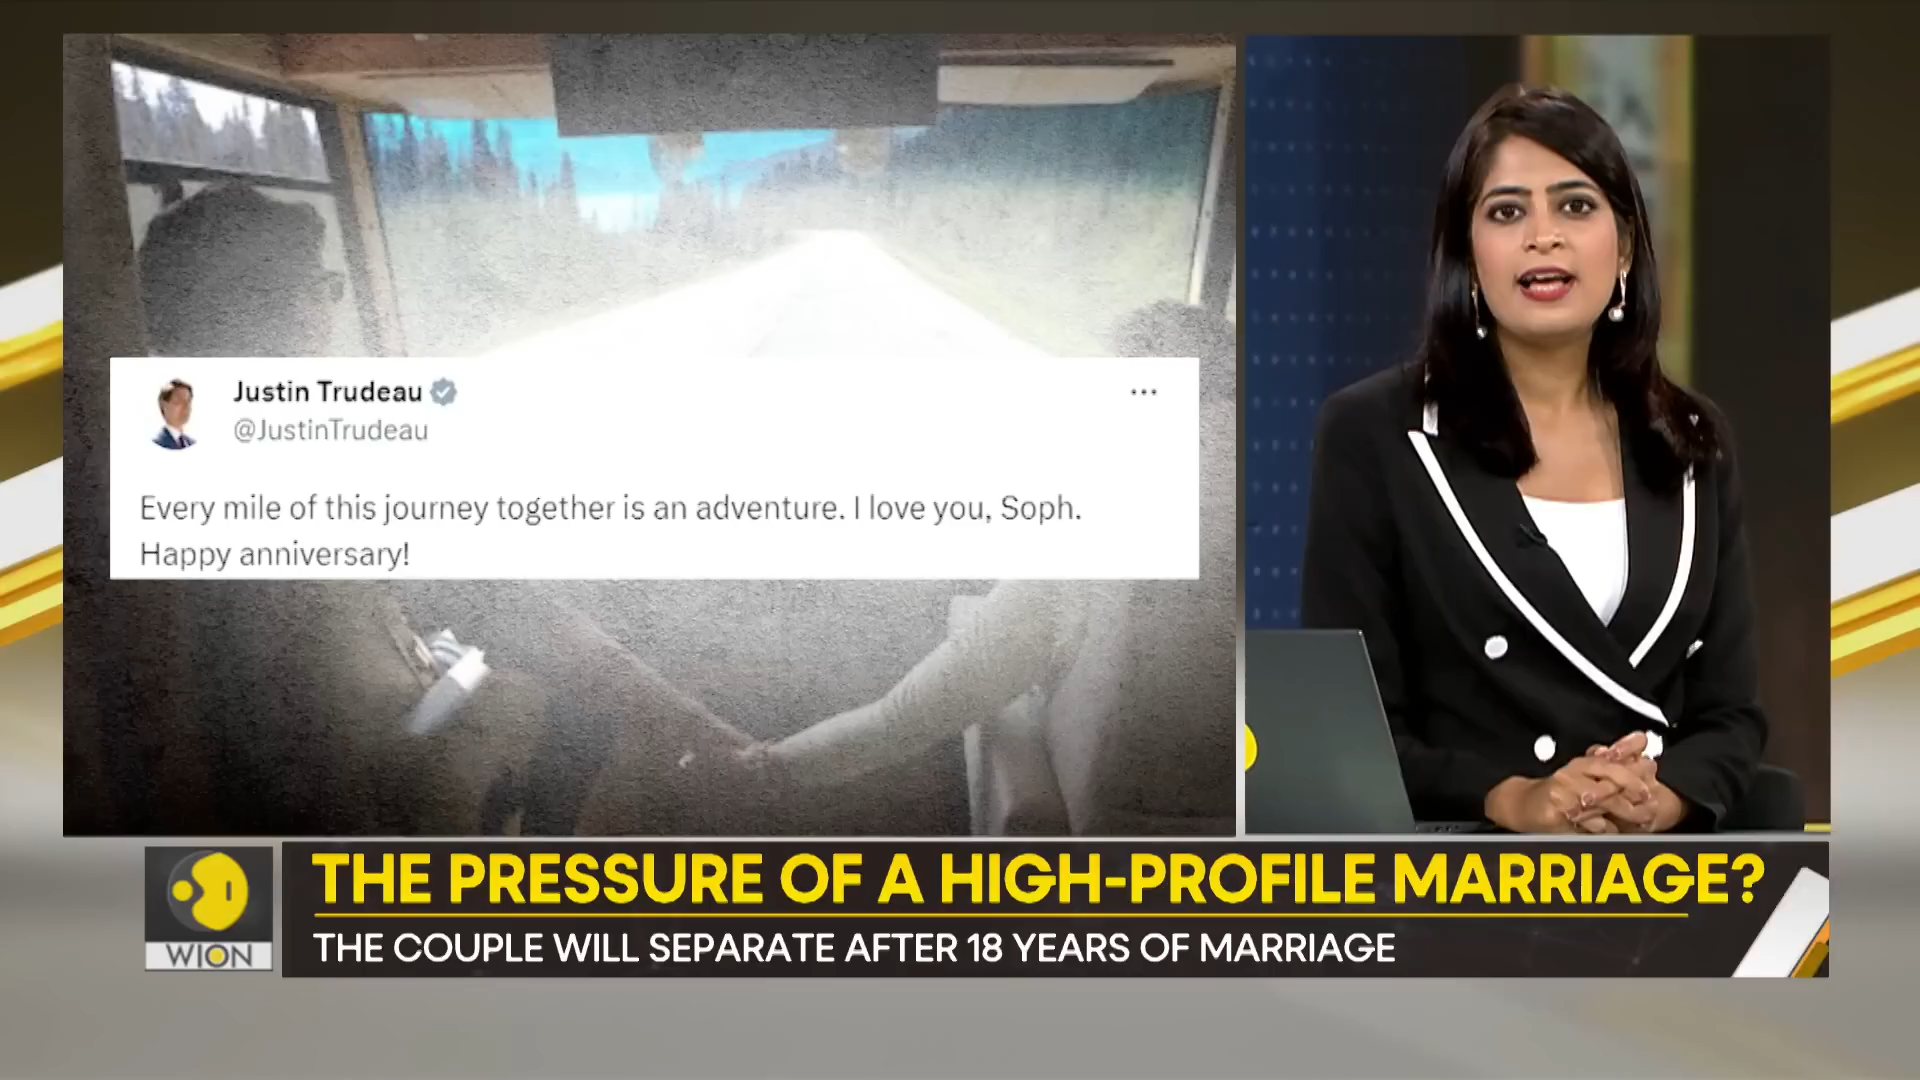 Justin Trudeau
@JustinTrudeau
Every mile of this journey together is an adventure. I love you, Soph.
Happy anniversary!
THE PRESSURE OF A HIGH-PROFILE MARRIAGE?
THE COUPLE WILL SEPARATE AFTER 18 YEARS OF MARRIAGE
WION